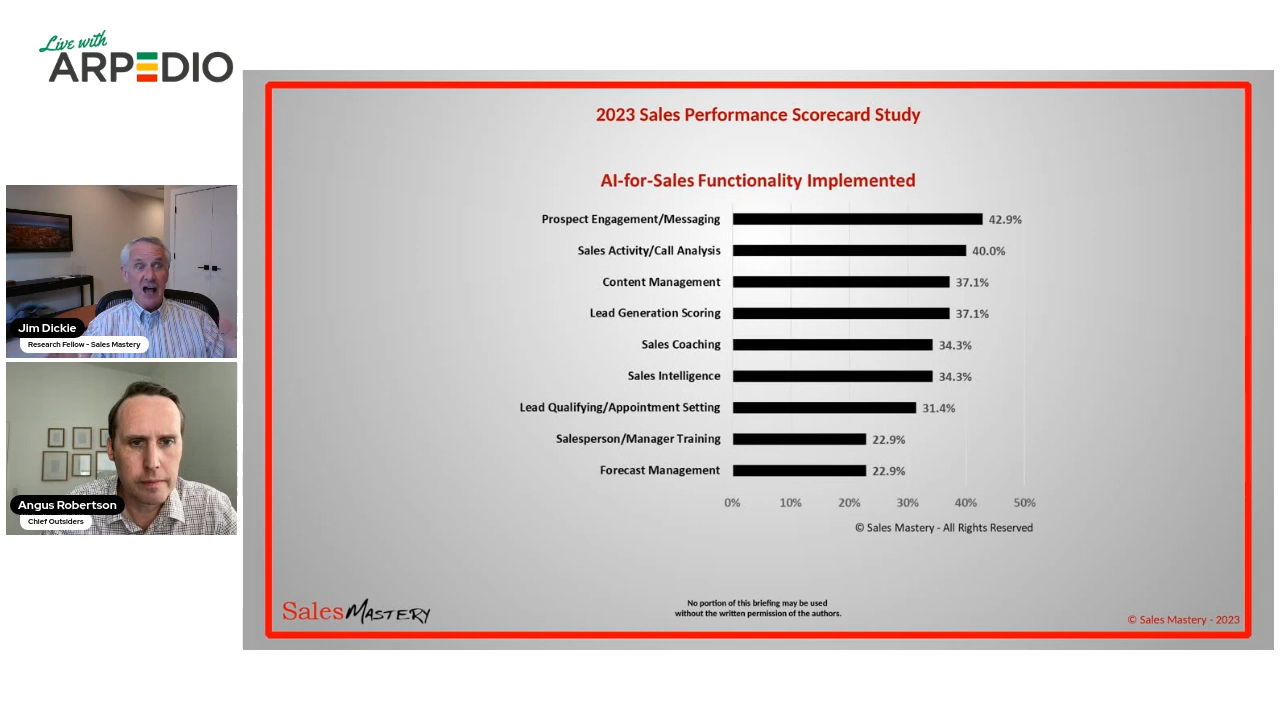 Live with
ARPEDIO
Jim Dickie
Research Fellow - Sales Mastery
Angus Robertson
Chief Outsiders
2023 Sales Performance Scorecard Study
AI-for-Sales Functionality Implemented
Prospect Engagement/Messaging 42.9%
Sales Activity/Call Analysis 40.0%
Content Management 37.1%
Lead Generation Scoring 37.1%
Sales Coaching 34.3%
Sales Intelligence 34.3%
Lead Qualifying/Appointment Setting 31.4%
Salesperson/Manager Training 22.9%
Forecast Management 22.9%
0% 10% 20% 30% 40% 50%
© Sales Mastery - All Rights Reserved
Sales MASTERY
No portion of this briefing may be used
without the written permission of the authors.
© Sales Mastery - 2023